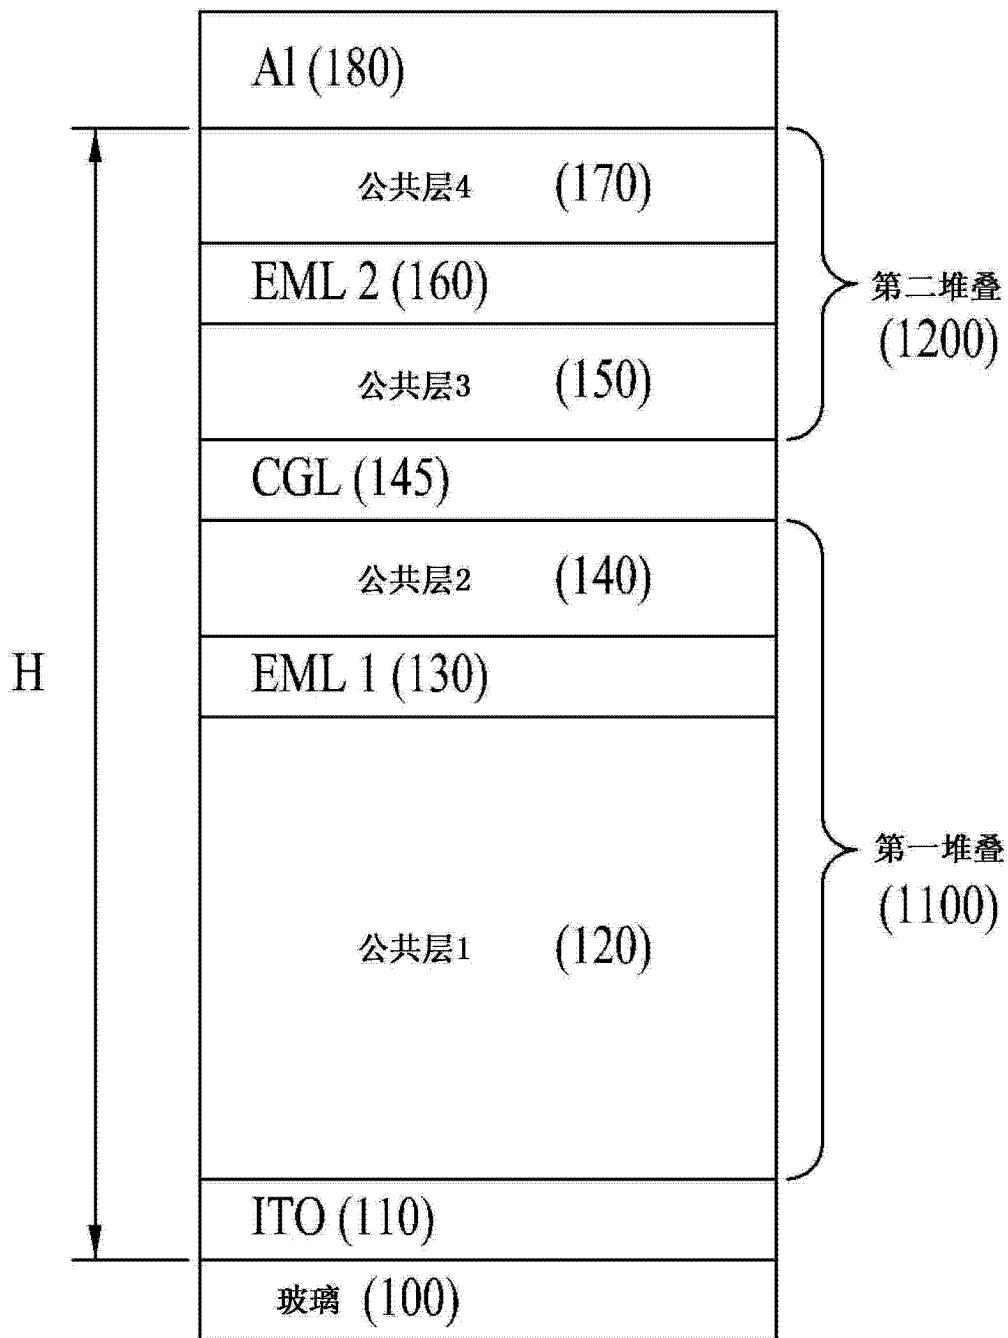 Al (180)
公共层4 (170)
EML 2 (160)
第二堆叠
(1200)
公共层3 (150)
CGL (145)
公共层2 (140)
H
EML 1 (130)
第一堆叠
(1100)
公共层1 (120)
ITO (110)
玻璃 (100)